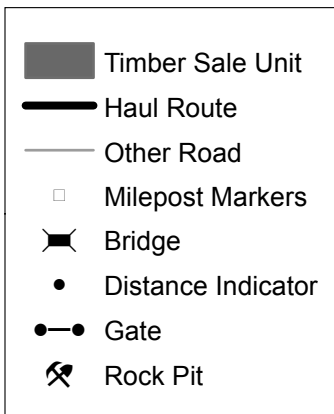 Timber Sale Unit
Haul Route
Other Road
Milepost Markers
Bridge
Distance Indicator
Gate
Rock Pit